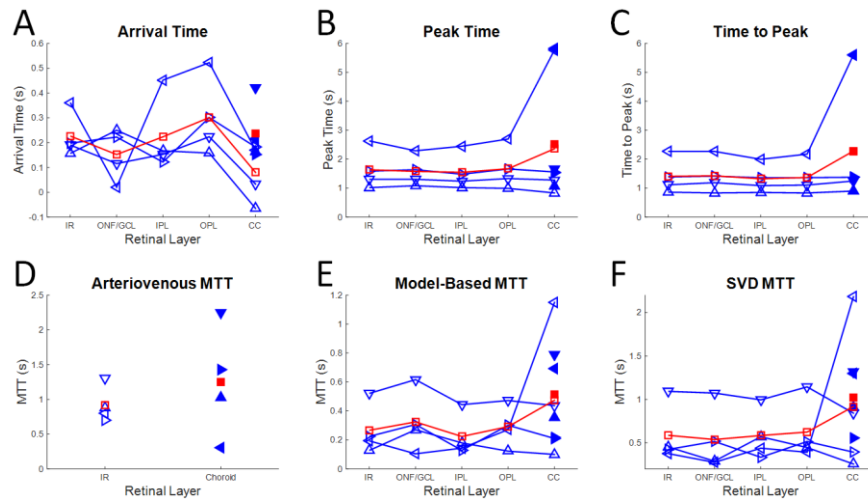 A
Arrival Time
0.6
0.5
0.4
0.3
0.2
0.1
0
-0.1
Arrival Time (s)
IR ONF/GCL IPL OPL CC
Retinal Layer
B
Peak Time
6
5
4
3
2
1
0
Peak Time (s)
IR ONF/GCL IPL OPL CC
Retinal Layer
C
Time to Peak
6
5
4
3
2
1
0
Time to Peak (s)
IR ONF/GCL IPL OPL CC
Retinal Layer
D
Arteriovenous MTT
2.5
2
1.5
1
0.5
0
MTT (s)
IR Choroid
Retinal Layer
E
Model-Based MTT
1.2
1
0.8
0.6
0.4
0.2
0
MTT (s)
IR ONF/GCL IPL OPL CC
Retinal Layer
F
SVD MTT
2
1.5
1
0.5
MTT (s)
IR ONF/GCL IPL OPL CC
Retinal Layer